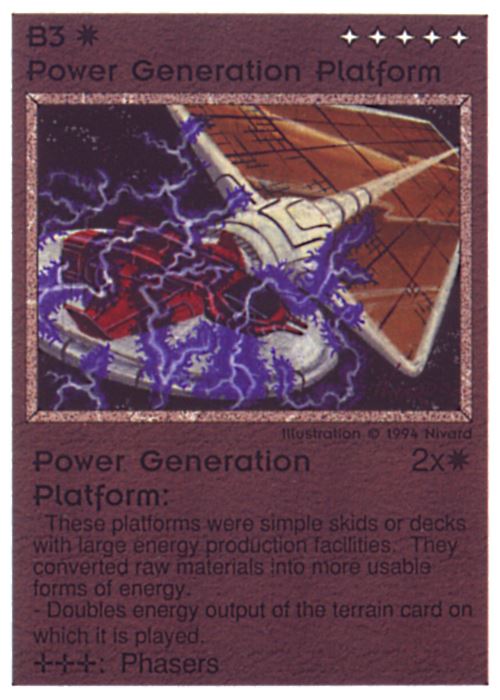 B3 ✷ ✦ ✦ ✦ ✦ ✦
Power Generation Platform
Illustration © 1994 Nivard
Power Generation 2x✷
Platform:
These platforms were simple skids or decks
with large energy production facilities. They
converted raw materials into more usable
forms of energy.
- Doubles energy output of the terrain card on
which it is played.
✛✛✛: Phasers